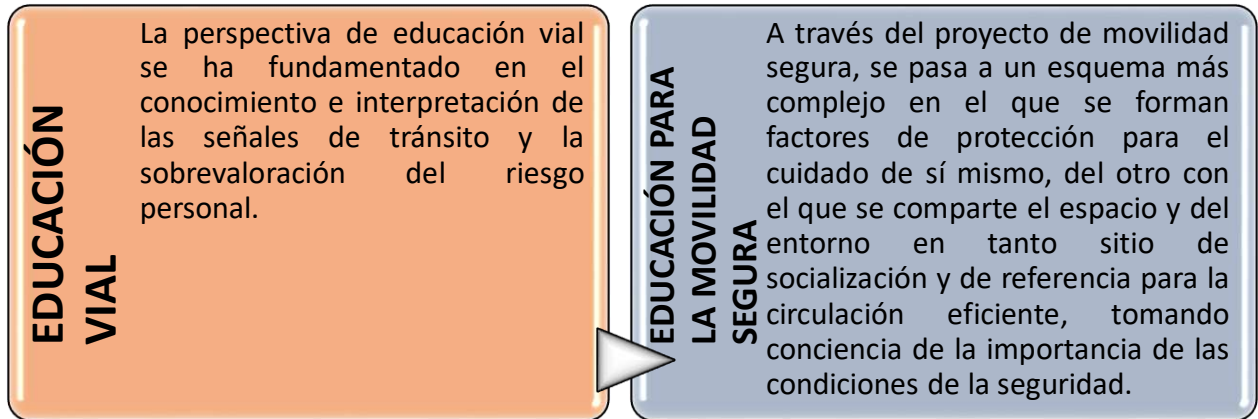 EDUCACIÓN
VIAL
La perspectiva de educación vial
se ha fundamentado en el
conocimiento e interpretación de
las señales de tránsito y la
sobrevaloración del riesgo
personal.
EDUCACIÓN PARA
LA MOVILIDAD
SEGURA
A través del proyecto de movilidad
segura, se pasa a un esquema más
complejo en el que se forman
factores de protección para el
cuidado de sí mismo, del otro con
el que se comparte el espacio y del
entorno en tanto sitio de
socialización y de referencia para la
circulación eficiente, tomando
conciencia de la importancia de las
condiciones de la seguridad.